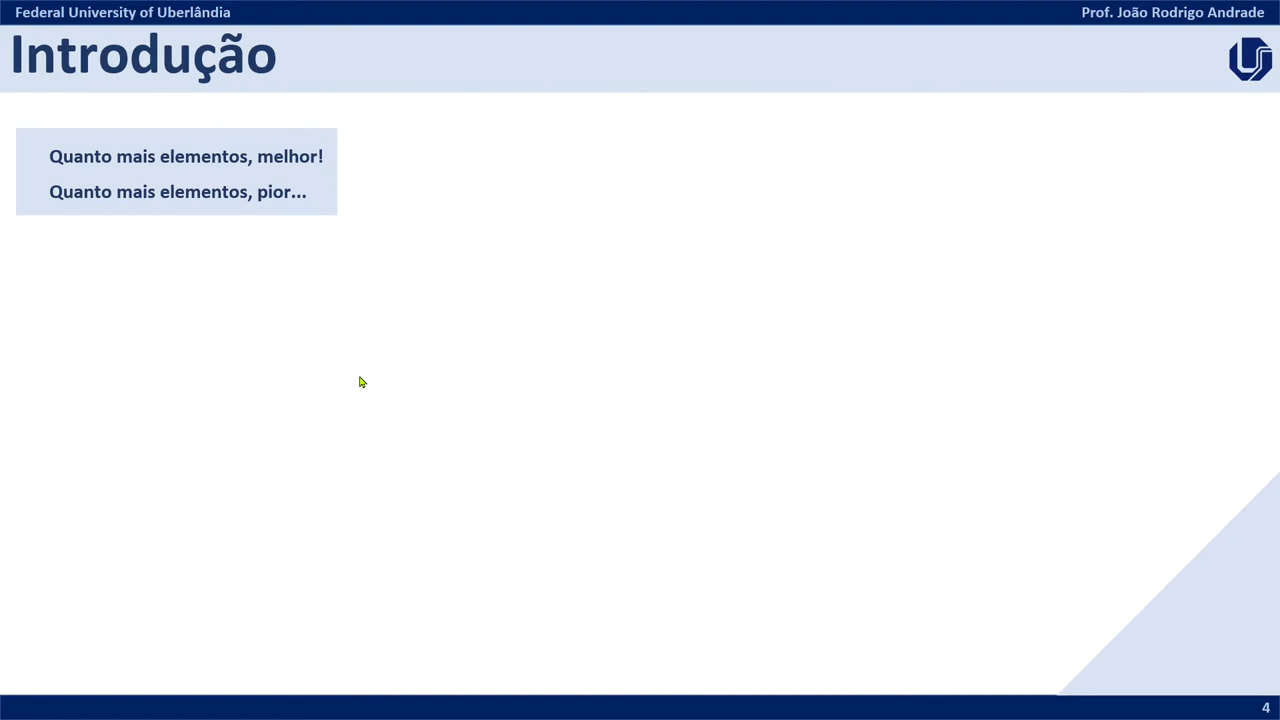 Federal University of Uberlândia
Prof. João Rodrigo Andrade
Introdução
Quanto mais elementos, melhor!
Quanto mais elementos, pior...
4